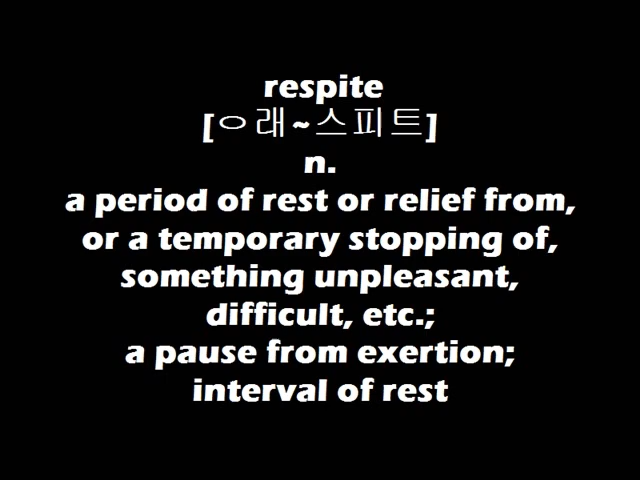 respite
[ㅇ래~스피트]
n.
a period of rest or relief from,
or a temporary stopping of,
something unpleasant,
difficult, etc.;
a pause from exertion;
interval of rest